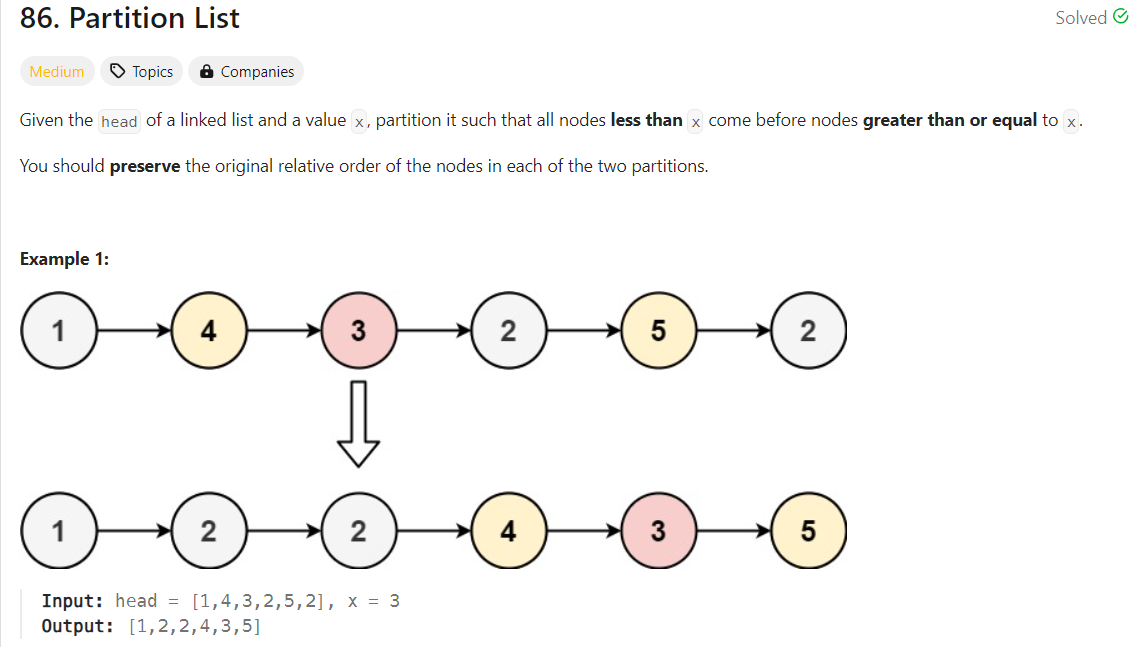 86. Partition List
Solved
Medium Topics Companies
Given the head of a linked list and a value x, partition it such that all nodes less than x come before nodes greater than or equal to x.
You should preserve the original relative order of the nodes in each of the two partitions.
Example 1:
1 4 3 2 5 2
1 2 2 4 3 5
Input: head = [1,4,3,2,5,2], x = 3
Output: [1,2,2,4,3,5]